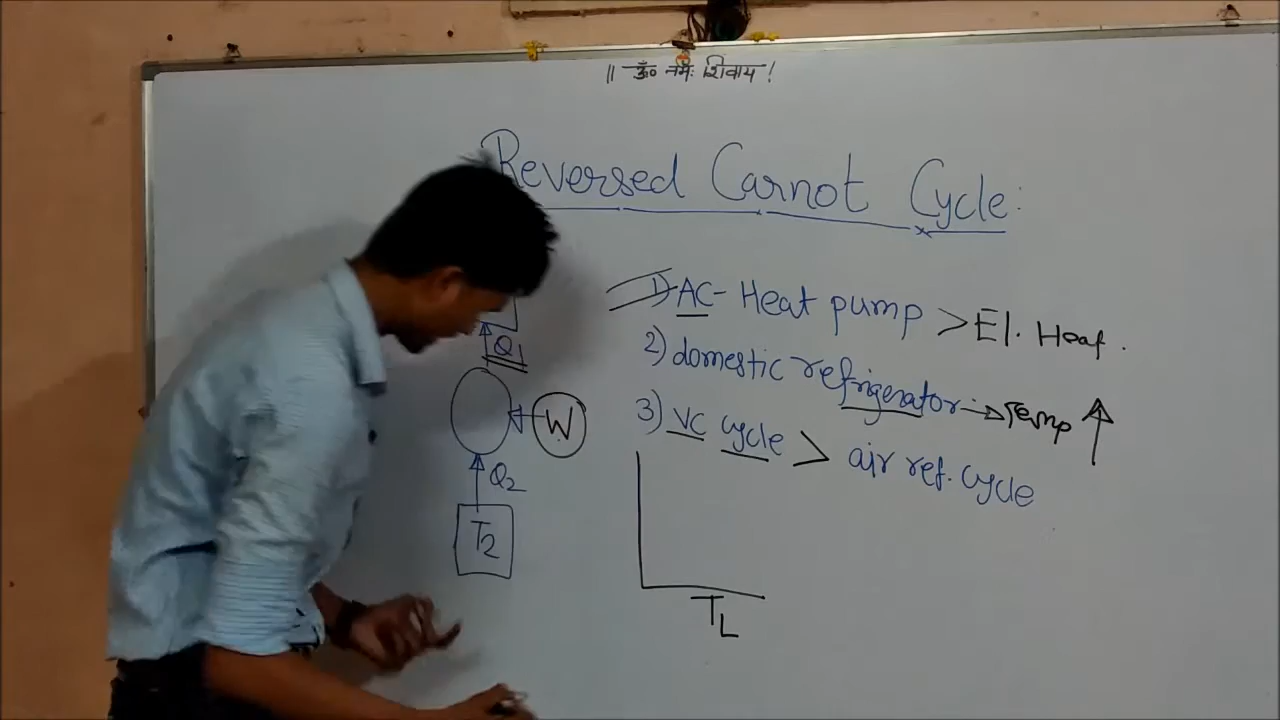 || ॐ नमः शिवाय !
Reversed Carnot Cycle:
1) AC- Heat pump > El. Heat.
2) domestic refrigerator → Temp ↑
3) VC cycle > air ref. cycle
Q1
W
Q2
T2
TL